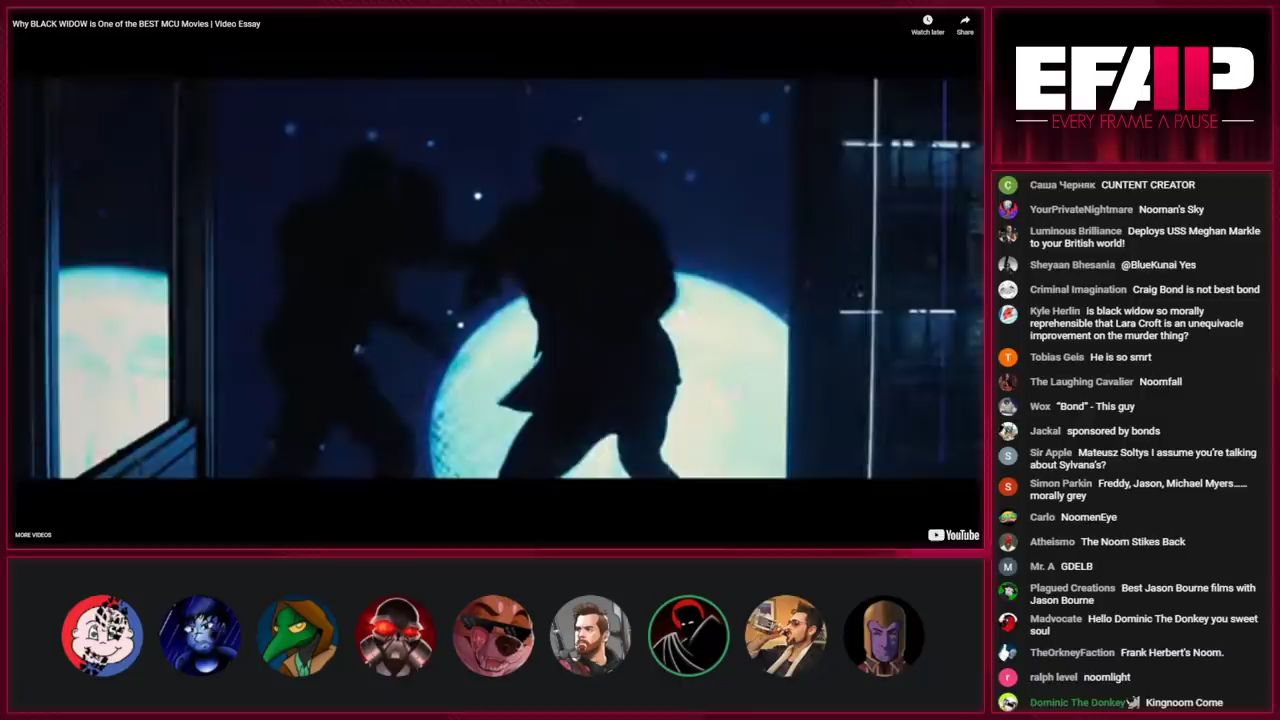 Why BLACK WIDOW is One of the BEST MCU Movies | Video Essay
Watch later
Share
MORE VIDEOS
YouTube
EFAP
EVERY FRAME A PAUSE
C
Саша Черняк CUNTENT CREATOR
YourPrivateNightmare Nooman's Sky
Luminous Brilliance Deploys USS Meghan Markle
to your British world!
Sheyaan Bhesania @BlueKunai Yes
Criminal Imagination Craig Bond is not best bond
Kyle Herlin is black widow so morally
reprehensible that Lara Croft is an unequivacle
improvement on the murder thing?
T
Tobias Geis He is so smrt
The Laughing Cavalier Noomfall
Wox "Bond" - This guy
Jackal sponsored by bonds
S
Sir Apple Mateusz Soltys I assume you're talking
about Sylvana's?
S
Simon Parkin Freddy, Jason, Michael Myers......
morally grey
Carlo NoomenEye
Atheismo The Noom Stikes Back
M
Mr. A GDELB
Plagued Creations Best Jason Bourne films with
Jason Bourne
Madvocate Hello Dominic The Donkey you sweet
soul
TheOrkneyFaction Frank Herbert's Noom.
r
ralph level noomlight
Dominic The Donkey Kingnoom Come